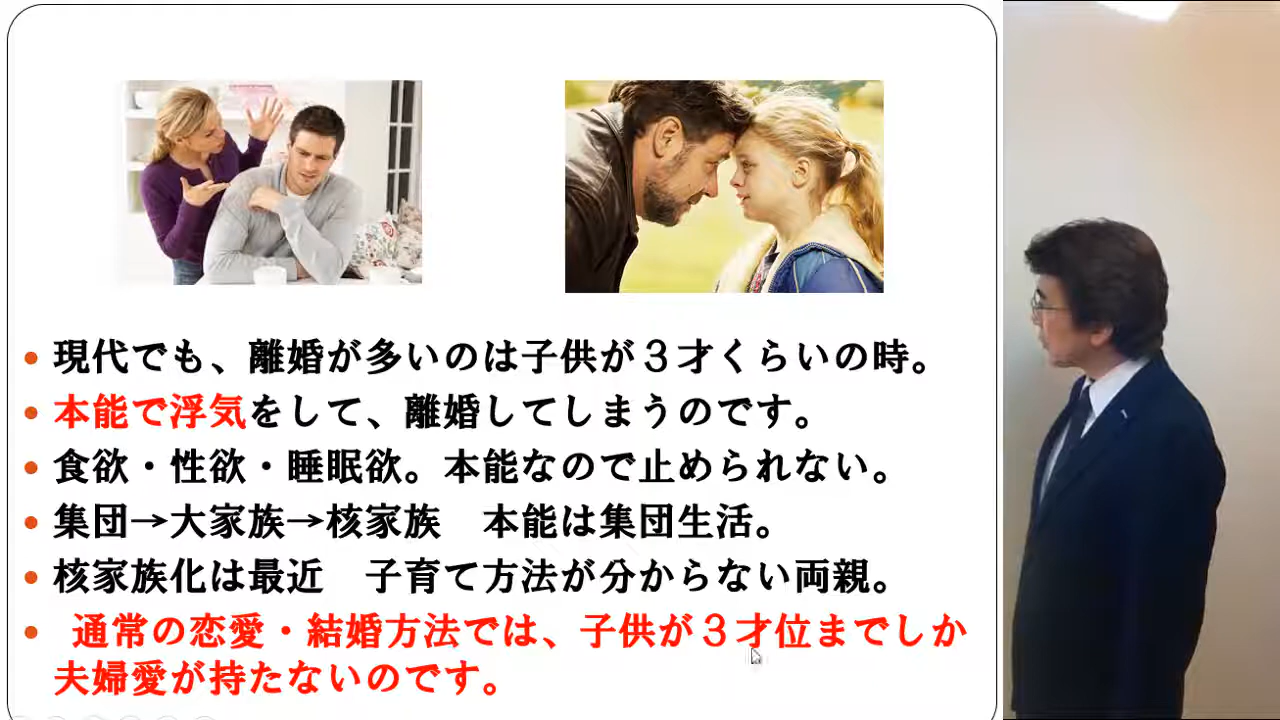 • 現代でも、離婚が多いのは子供が３才くらいの時。
• 本能で浮気をして、離婚してしまうのです。
• 食欲・性欲・睡眠欲。本能なので止められない。
• 集団→大家族→核家族　本能は集団生活。
• 核家族化は最近　子育て方法が分からない両親。
• 通常の恋愛・結婚方法では、子供が３才位までしか
夫婦愛が持たないのです。